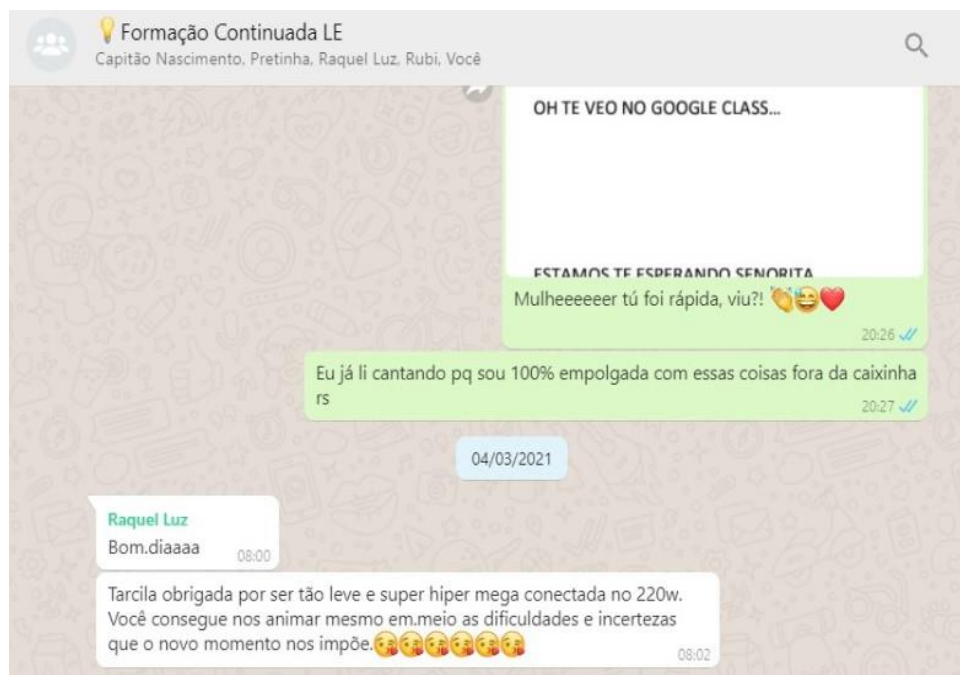 💡 Formação Continuada LE
Capitão Nascimento, Pretinha, Raquel Luz, Rubi, Você
OH TE VEO NO GOOGLE CLASS...
ESTAMOS TE ESPERANDO SENORITA
Mulheeeeeer tú foi rápida, viu?! 👏😅❤️
20:26
Eu já li cantando pq sou 100% empolgada com essas coisas fora da caixinha
rs
20:27
04/03/2021
Raquel Luz
Bom.diaaaa
08:00
Tarcila obrigada por ser tão leve e super hiper mega conectada no 220w.
Você consegue nos animar mesmo em.meio as dificuldades e incertezas
que o novo momento nos impõe.😘😘😘😘😘😘
08:02